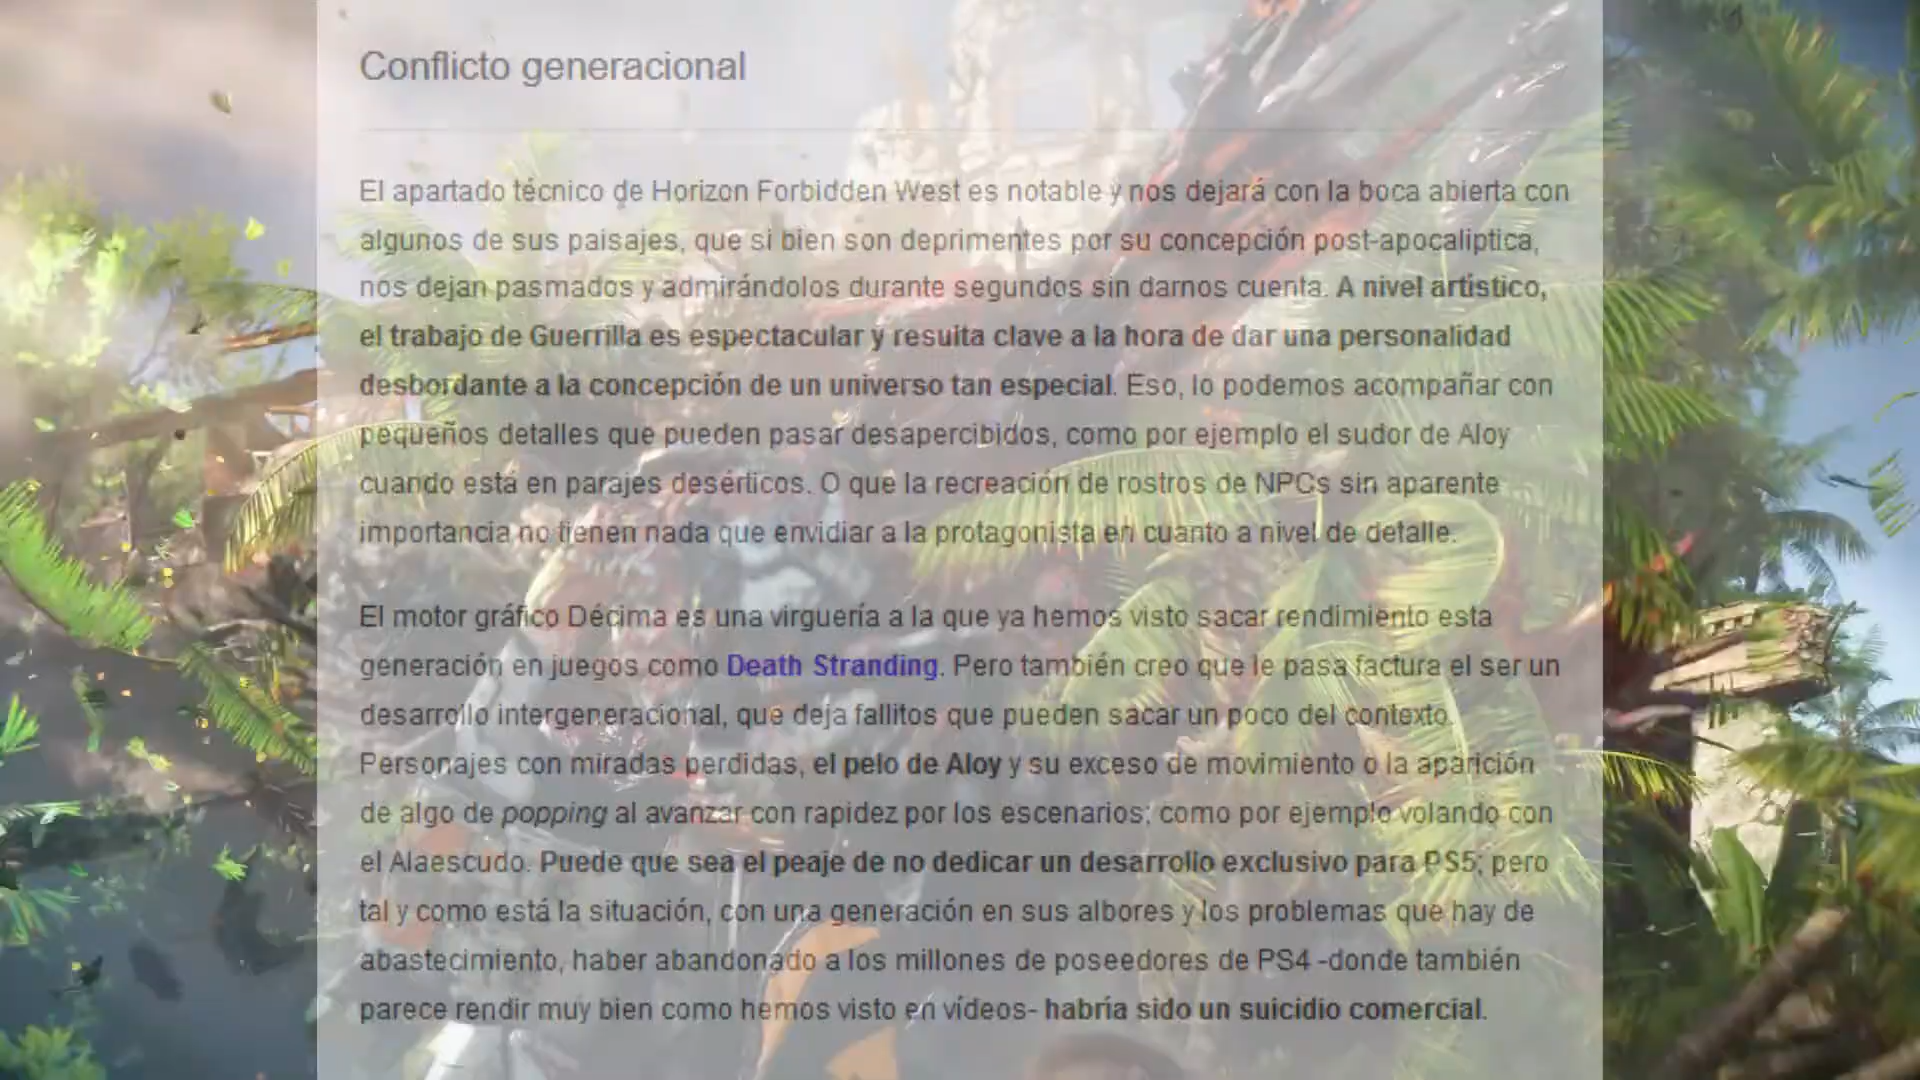 Conflicto generacional
El apartado técnico de Horizon Forbidden West es notable y nos dejará con la boca abierta con
algunos de sus paisajes, que si bien son deprimentes por su concepción post-apocaliptica,
nos dejan pasmados y admirándolos durante segundos sin darnos cuenta. A nivel artístico,
el trabajo de Guerrilla es espectacular y resulta clave a la hora de dar una personalidad
desbordante a la concepción de un universo tan especial. Eso, lo podemos acompañar con
pequeños detalles que pueden pasar desapercibidos, como por ejemplo el sudor de Aloy
cuando está en parajes desérticos. O que la recreación de rostros de NPCs sin aparente
importancia no tienen nada que envidiar a la protagonista en cuanto a nivel de detalle.
El motor gráfico Décima es una virguería a la que ya hemos visto sacar rendimiento esta
generación en juegos como Death Stranding. Pero también creo que le pasa factura el ser un
desarrollo intergeneracional, que deja fallitos que pueden sacar un poco del contexto.
Personajes con miradas perdidas, el pelo de Aloy y su exceso de movimiento o la aparición
de algo de popping al avanzar con rapidez por los escenarios; como por ejemplo volando con
el Alaescudo. Puede que sea el peaje de no dedicar un desarrollo exclusivo para PS5; pero
tal y como está la situación, con una generación en sus albores y los problemas que hay de
abastecimiento, haber abandonado a los millones de poseedores de PS4 -donde también
parece rendir muy bien como hemos visto en vídeos- habría sido un suicidio comercial.